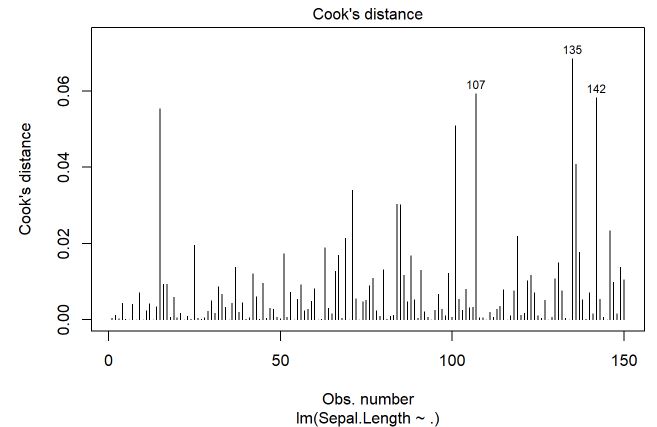 Cook's distance
135
107
142
Cook's distance
0.06
0.04
0.02
0.00
0 50 100 150
Obs. number
lm(Sepal.Length ~ .)